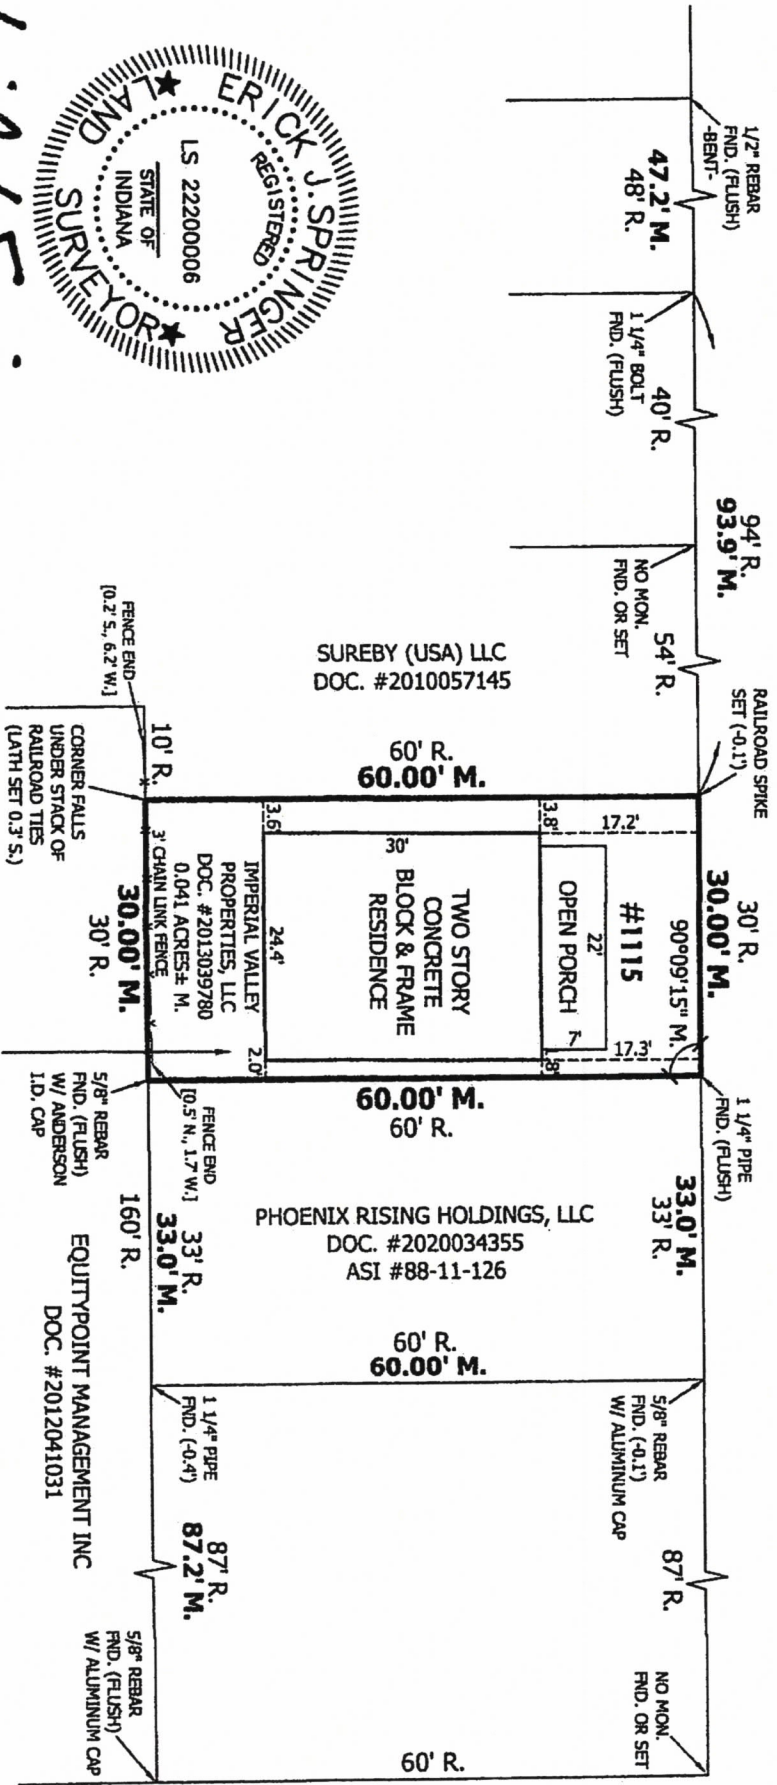 1/2" REBAR
FND. (FLUSH)
-BENT-
47.2' M.
48' R.
1 1/4" BOLT
FND. (FLUSH)
40' R.
94' R.
93.9' M.
NO MON.
FND. OR SET
54' R.
RAILROAD SPIKE
SET (-0.1')
30' R.
30.00' M.
90°09'15" M.
1 1/4" PIPE
FND. (FLUSH)
33.0' M.
33' R.
5/8" REBAR
FND. (-0.1')
W/ ALUMINUM CAP
87' R.
NO MON.
FND. OR SET
ERICK J. SPRINGER
REGISTERED
LS 22200006
STATE OF
INDIANA
LAND SURVEYOR
SUREBY (USA) LLC
DOC. #2010057145
60' R.
60.00' M.
17.2'
3.8'
#1115
22'
OPEN PORCH
7'
17.3'
TWO STORY
CONCRETE
BLOCK & FRAME
RESIDENCE
30'
3.6'
24.4'
2.0'
IMPERIAL VALLEY
PROPERTIES, LLC
DOC. #2013039780
0.041 ACRES± M.
3' CHAIN LINK FENCE
60.00' M.
60' R.
PHOENIX RISING HOLDINGS, LLC
DOC. #2020034355
ASI #88-11-126
60' R.
60.00' M.
60' R.
FENCE END
[0.2' S., 6.2' W.]
10' R.
CORNER FALLS
UNDER STACK OF
RAILROAD TIES
(LATH SET 0.3' S.)
30.00' M.
30' R.
FENCE END
[0.5' N., 1.7' W.]
5/8" REBAR
FND. (FLUSH)
W/ ANDERSON
I.D. CAP
33' R.
33.0' M.
160' R.
EQUITYPOINT MANAGEMENT INC
DOC. #2012041031
1 1/4" PIPE
FND. (-0.4')
87' R.
87.2' M.
5/8" REBAR
FND. (FLUSH)
W/ ALUMINUM CAP